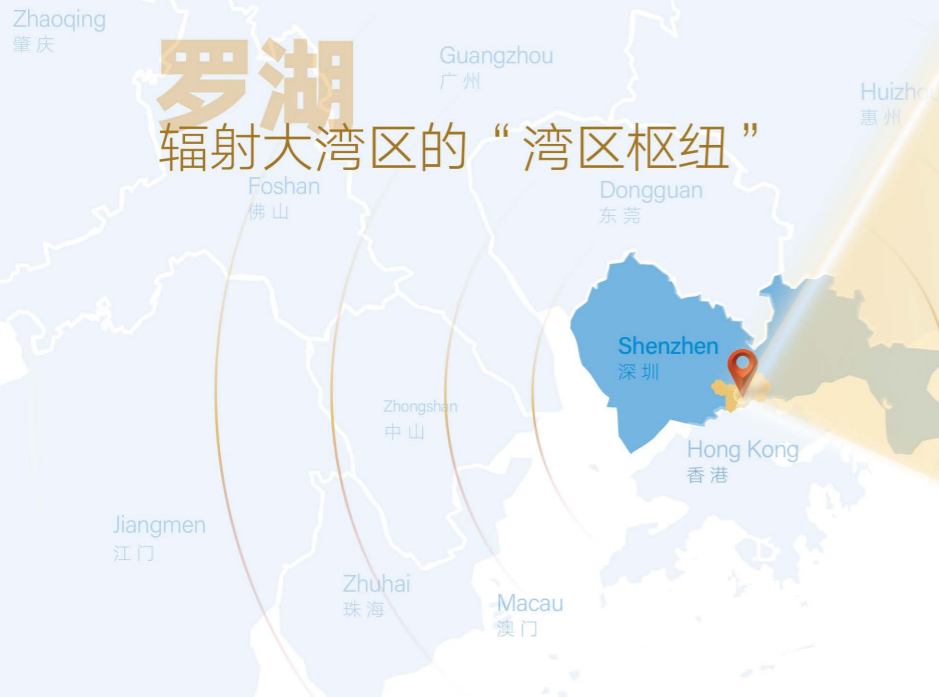 Zhaoqing
肇庆
罗湖
Guangzhou
广州
Huizhou
惠州
辐射大湾区的“湾区枢纽”
Foshan
佛山
Dongguan
东莞
Shenzhen
深圳
Zhongshan
中山
Hong Kong
香港
Jiangmen
江门
Zhuhai
珠海
Macau
澳门